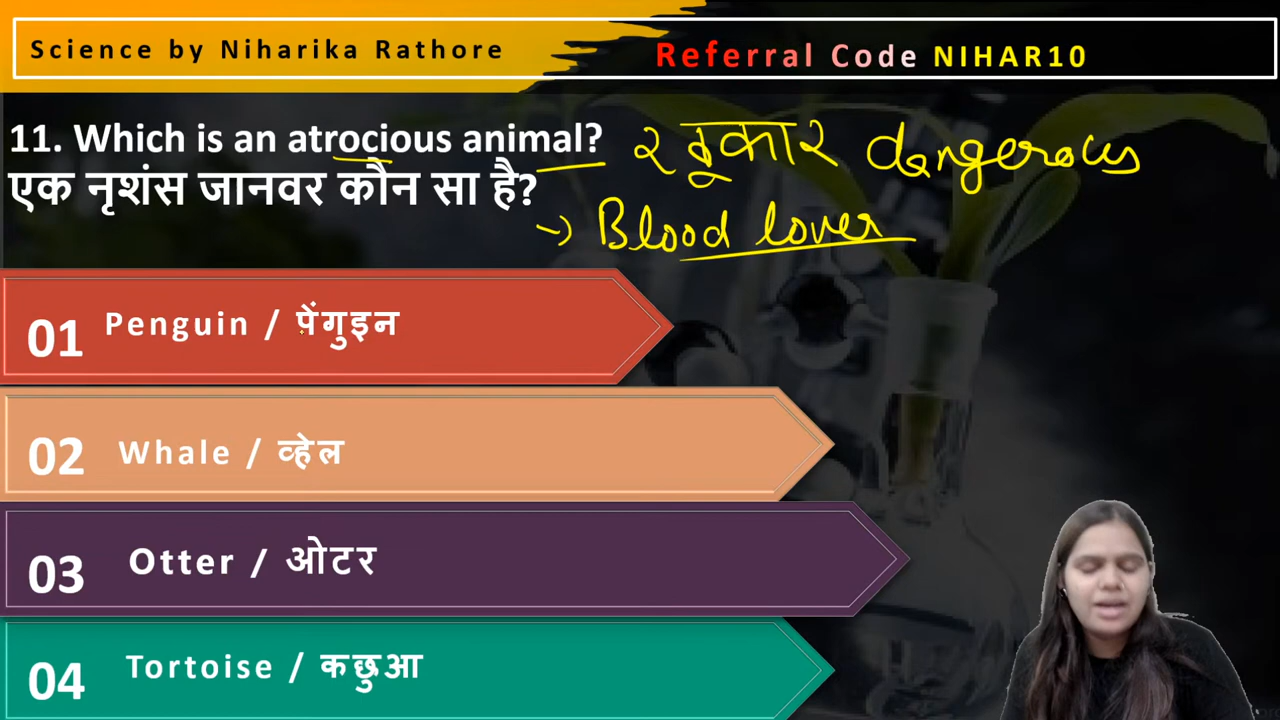 Science by Niharika Rathore
Referral Code NIHAR10
11. Which is an atrocious animal?
dangerous
एक नृशंस जानवर कौन सा है?
→ Blood lover
01 Penguin / पेंगुइन
02 Whale / व्हेल
03 Otter / ओटर
04 Tortoise / कछुआ